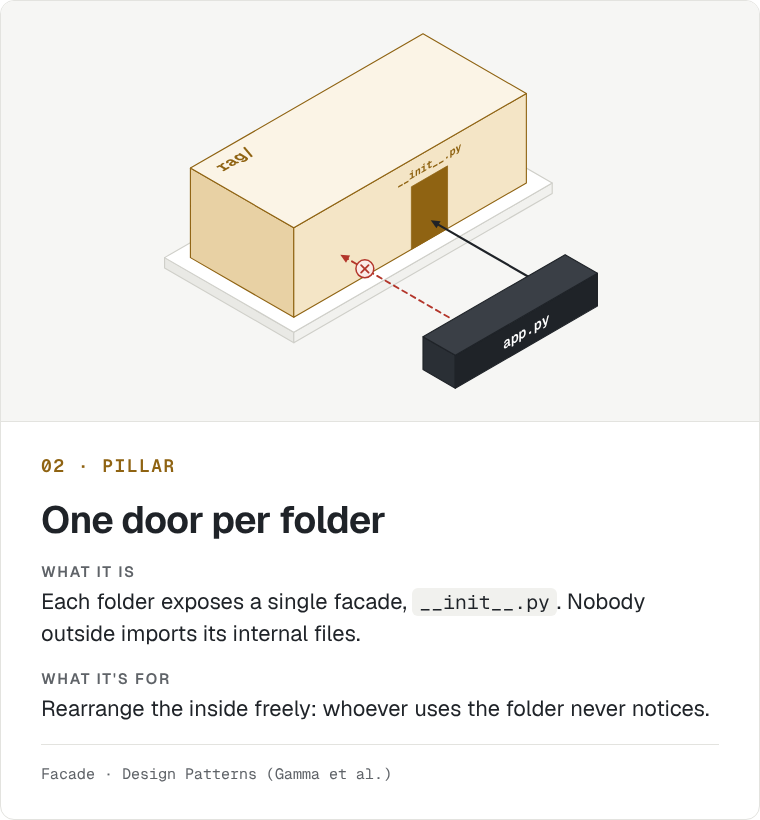 rag/
__init__.py
app.py
02 · PILLAR
One door per folder
WHAT IT IS
Each folder exposes a single facade, __init__.py. Nobody
outside imports its internal files.
WHAT IT'S FOR
Rearrange the inside freely: whoever uses the folder never notices.
Facade · Design Patterns (Gamma et al.)